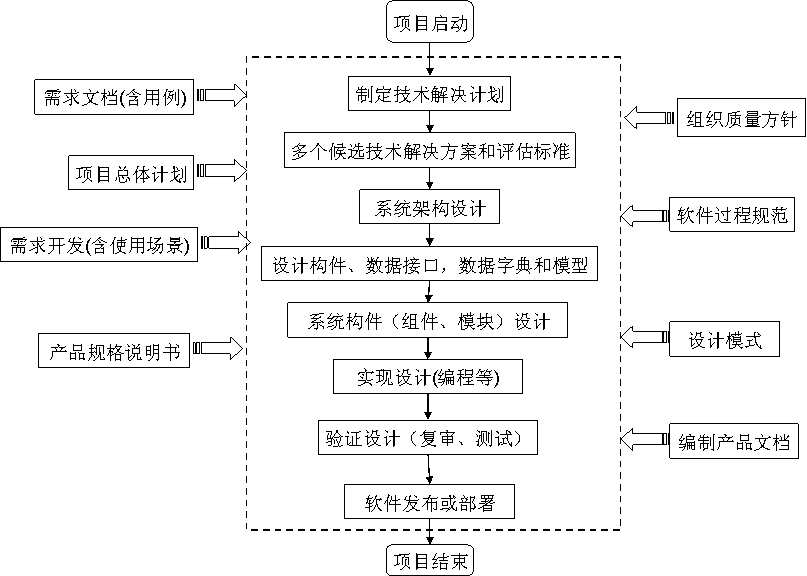 项目启动
需求文档(含用例)
制定技术解决计划
组织质量方针
多个候选技术解决方案和评估标准
项目总体计划
系统架构设计
软件过程规范
需求开发(含使用场景)
设计构件、数据接口，数据字典和模型
系统构件（组件、模块）设计
产品规格说明书
设计模式
实现设计(编程等)
验证设计（复审、测试）
编制产品文档
软件发布或部署
项目结束